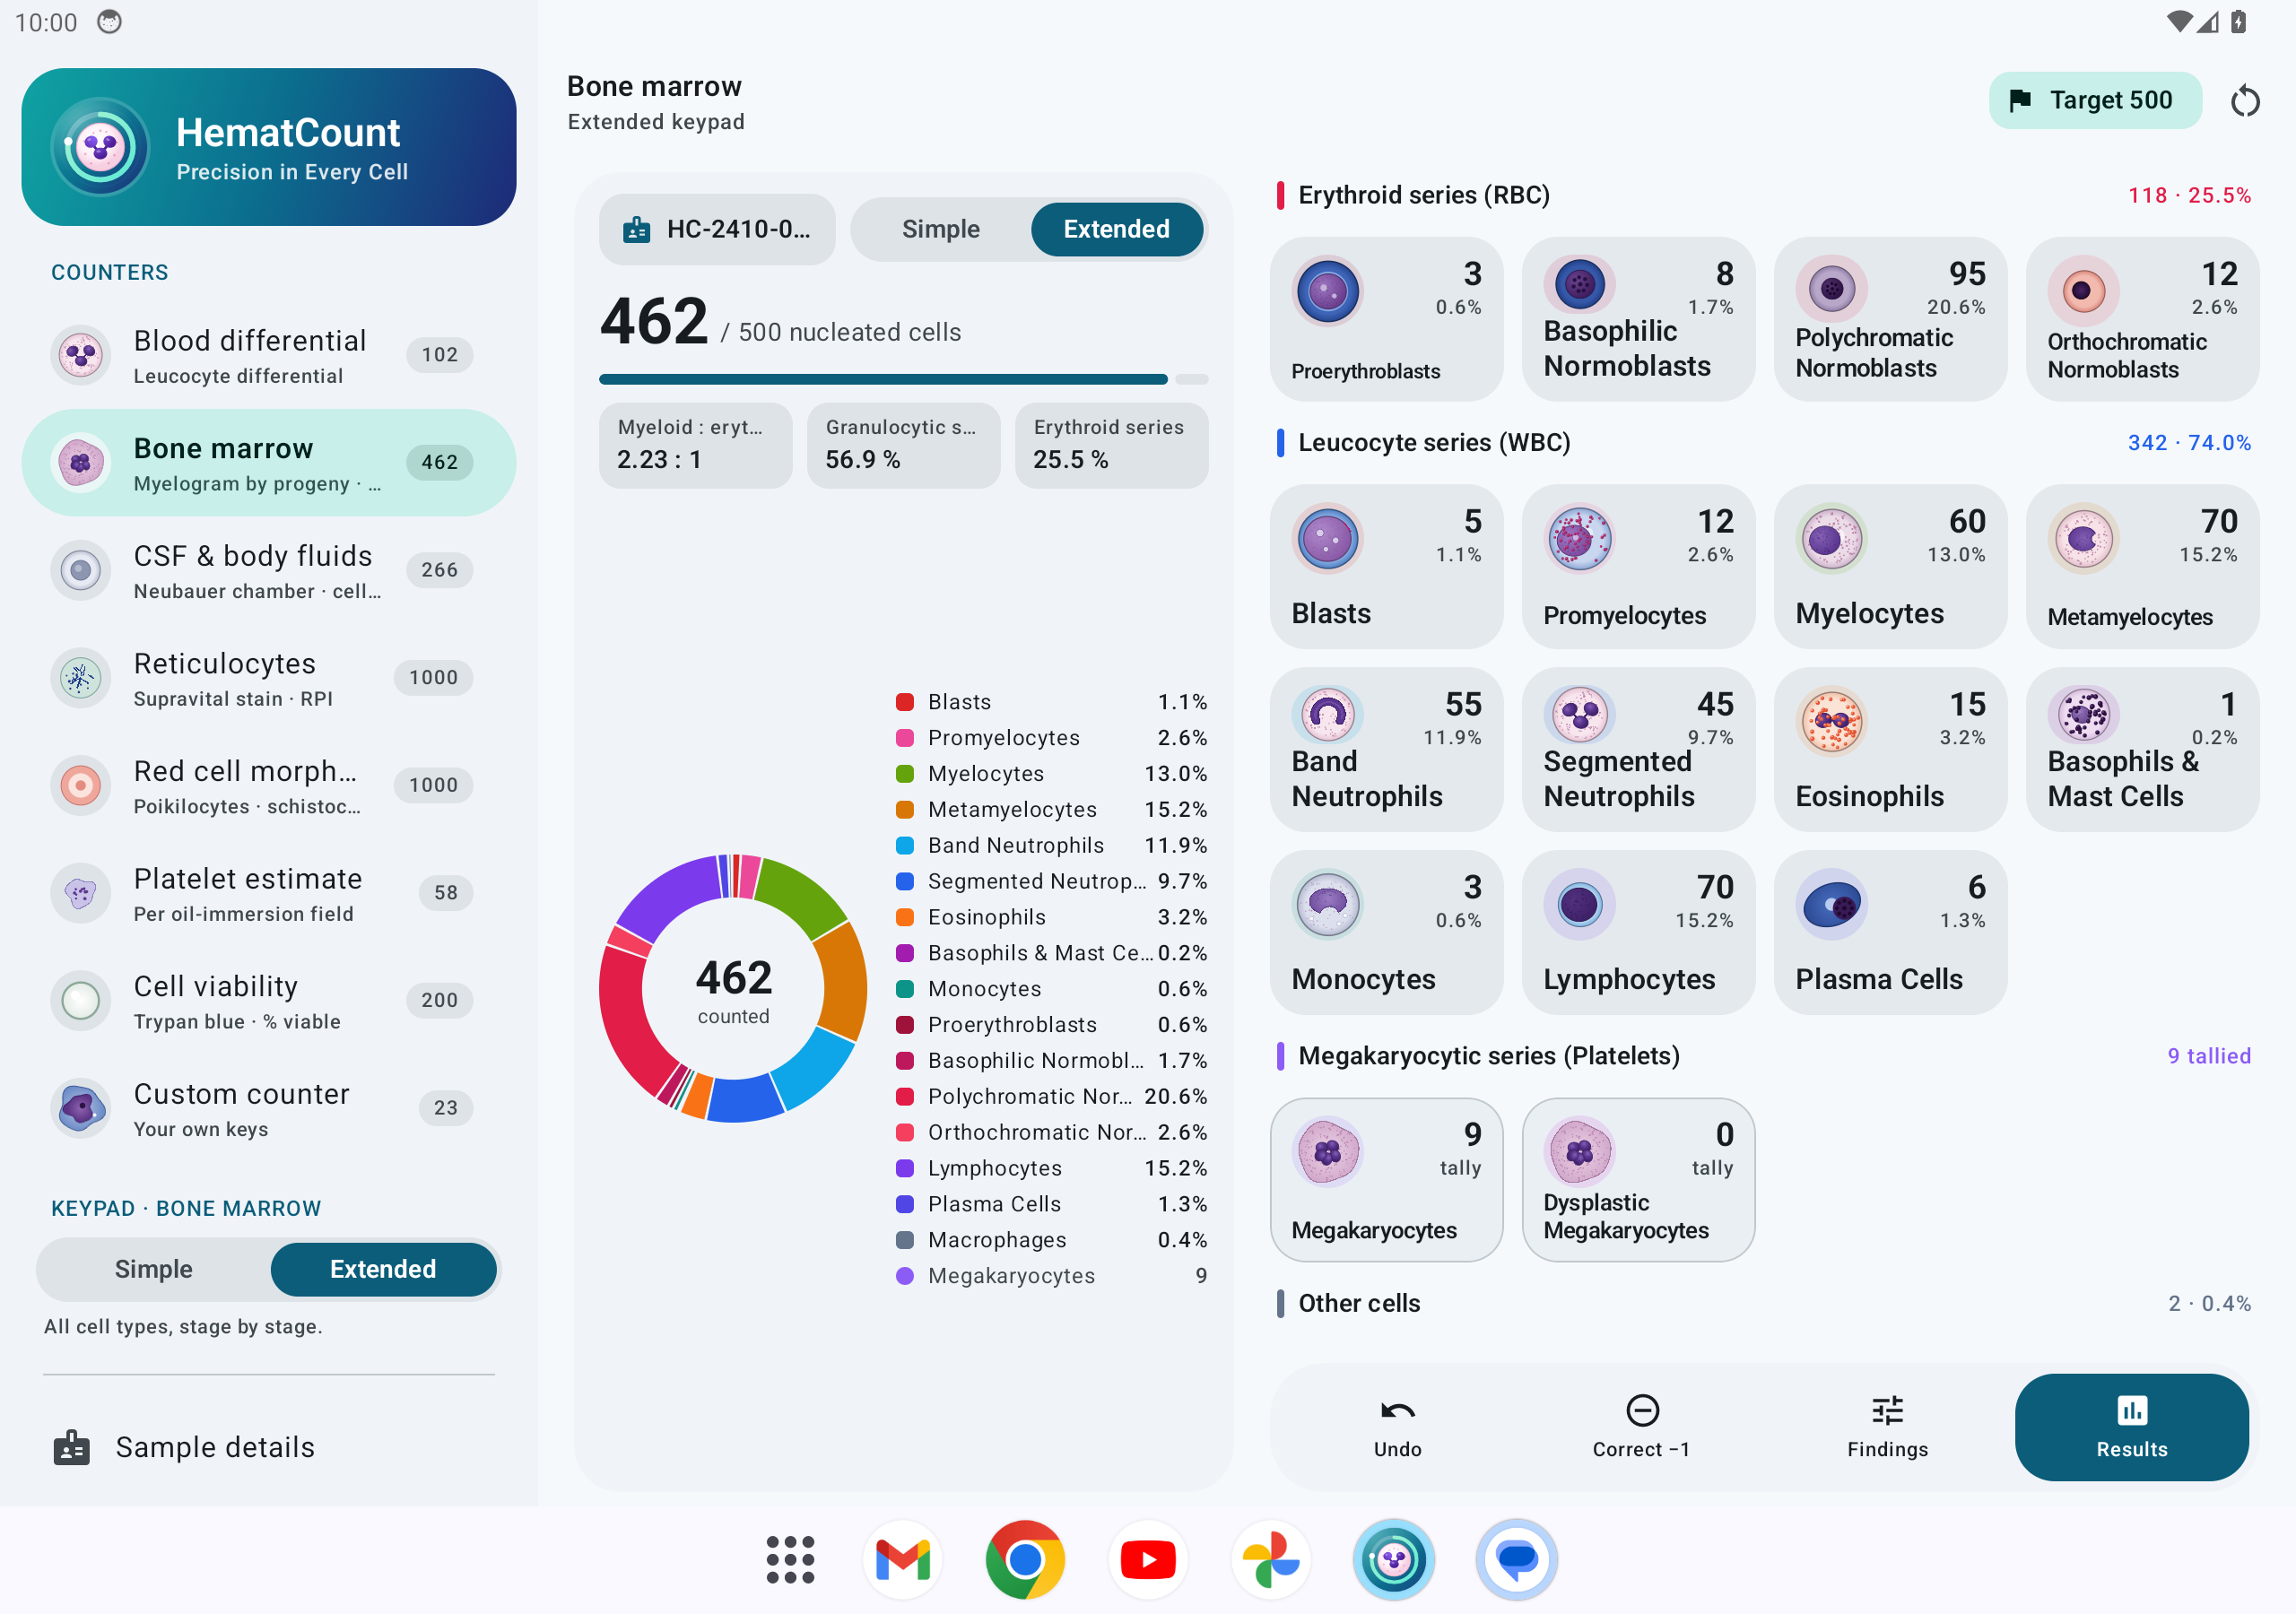 10:00
HematCount
Precision in Every Cell
COUNTERS
Blood differential
Leucocyte differential
102
Bone marrow
Myelogram by progeny · …
462
CSF & body fluids
Neubauer chamber · cell…
266
Reticulocytes
Supravital stain · RPI
1000
Red cell morph…
Poikilocytes · schistoc…
1000
Platelet estimate
Per oil-immersion field
58
Cell viability
Trypan blue · % viable
200
Custom counter
Your own keys
23
KEYPAD · BONE MARROW
Simple
Extended
All cell types, stage by stage.
Sample details
Bone marrow
Extended keypad
Target 500
HC-2410-0…
Simple
Extended
462 / 500 nucleated cells
Myeloid : eryt…
2.23 : 1
Granulocytic s…
56.9 %
Erythroid series
25.5 %
462
counted
Blasts 1.1%
Promyelocytes 2.6%
Myelocytes 13.0%
Metamyelocytes 15.2%
Band Neutrophils 11.9%
Segmented Neutrop… 9.7%
Eosinophils 3.2%
Basophils & Mast Ce… 0.2%
Monocytes 0.6%
Proerythroblasts 0.6%
Basophilic Normobl… 1.7%
Polychromatic Nor… 20.6%
Orthochromatic Nor… 2.6%
Lymphocytes 15.2%
Plasma Cells 1.3%
Macrophages 0.4%
Megakaryocytes 9
Erythroid series (RBC)
118 · 25.5%
3
0.6%
Proerythroblasts
8
1.7%
Basophilic
Normoblasts
95
20.6%
Polychromatic
Normoblasts
12
2.6%
Orthochromatic
Normoblasts
Leucocyte series (WBC)
342 · 74.0%
5
1.1%
Blasts
12
2.6%
Promyelocytes
60
13.0%
Myelocytes
70
15.2%
Metamyelocytes
55
11.9%
Band
Neutrophils
45
9.7%
Segmented
Neutrophils
15
3.2%
Eosinophils
1
0.2%
Basophils &
Mast Cells
3
0.6%
Monocytes
70
15.2%
Lymphocytes
6
1.3%
Plasma Cells
Megakaryocytic series (Platelets)
9 tallied
9
tally
Megakaryocytes
0
tally
Dysplastic
Megakaryocytes
Other cells
2 · 0.4%
Undo
Correct −1
Findings
Results